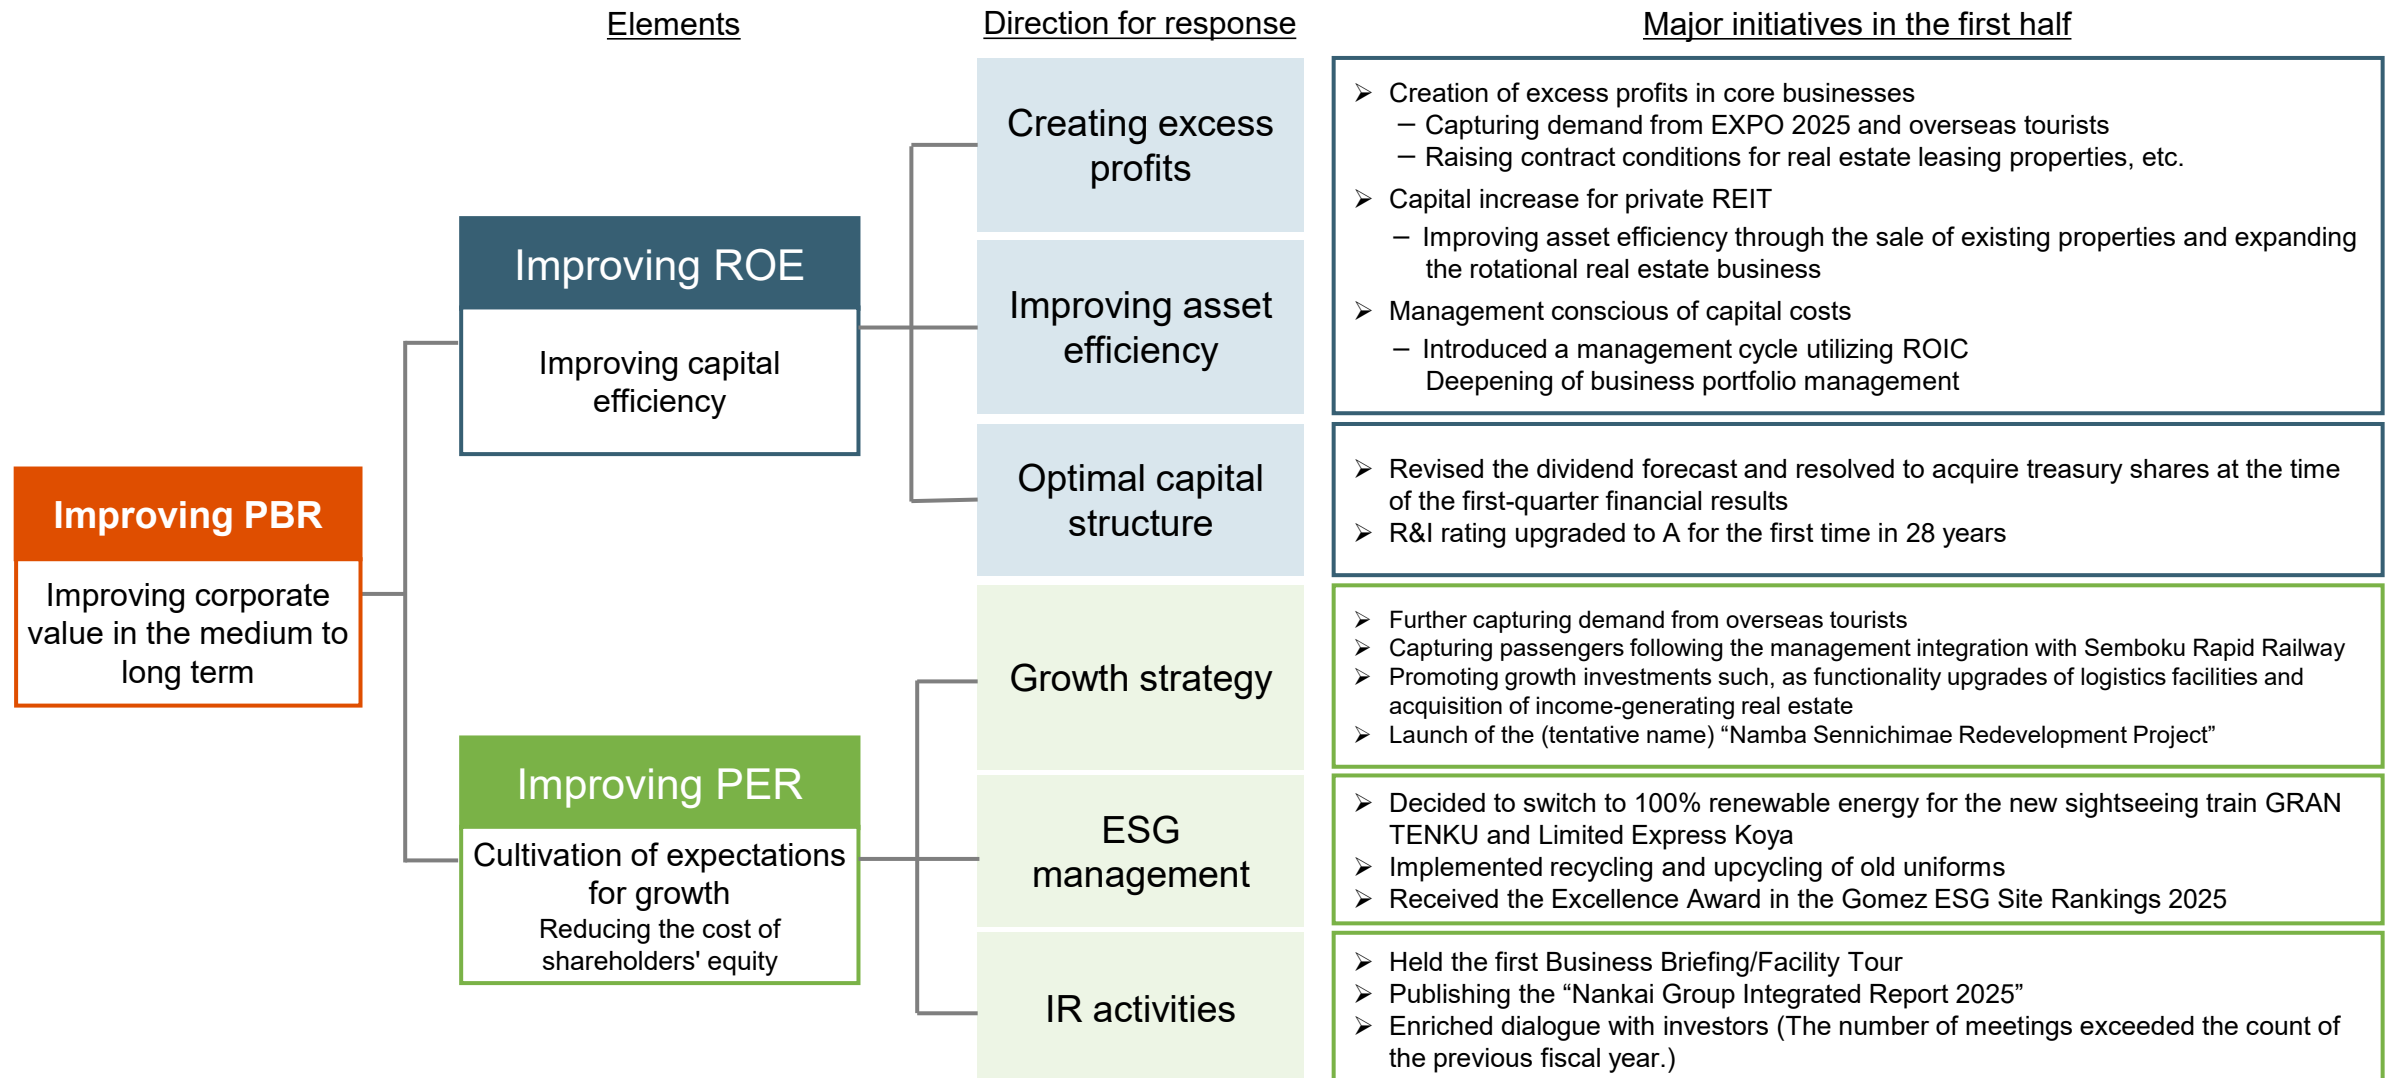 Elements
Direction for response
Major initiatives in the first half
Improving PBR
Improving corporate
value in the medium to
long term
Improving ROE
Improving capital
efficiency
Creating excess
profits
Improving asset
efficiency
➢ Creation of excess profits in core businesses
– Capturing demand from EXPO 2025 and overseas tourists
– Raising contract conditions for real estate leasing properties, etc.
➢ Capital increase for private REIT
– Improving asset efficiency through the sale of existing properties and expanding
the rotational real estate business
➢ Management conscious of capital costs
– Introduced a management cycle utilizing ROIC
Deepening of business portfolio management
Optimal capital
structure
➢ Revised the dividend forecast and resolved to acquire treasury shares at the time
of the first-quarter financial results
➢ R&I rating upgraded to A for the first time in 28 years
Improving PER
Cultivation of expectations
for growth
Reducing the cost of
shareholders' equity
Growth strategy
➢ Further capturing demand from overseas tourists
➢ Capturing passengers following the management integration with Semboku Rapid Railway
➢ Promoting growth investments such, as functionality upgrades of logistics facilities and
acquisition of income-generating real estate
➢ Launch of the (tentative name) “Namba Sennichimae Redevelopment Project”
ESG
management
➢ Decided to switch to 100% renewable energy for the new sightseeing train GRAN
TENKU and Limited Express Koya
➢ Implemented recycling and upcycling of old uniforms
➢ Received the Excellence Award in the Gomez ESG Site Rankings 2025
IR activities
➢ Held the first Business Briefing/Facility Tour
➢ Publishing the “Nankai Group Integrated Report 2025”
➢ Enriched dialogue with investors (The number of meetings exceeded the count of
the previous fiscal year.)